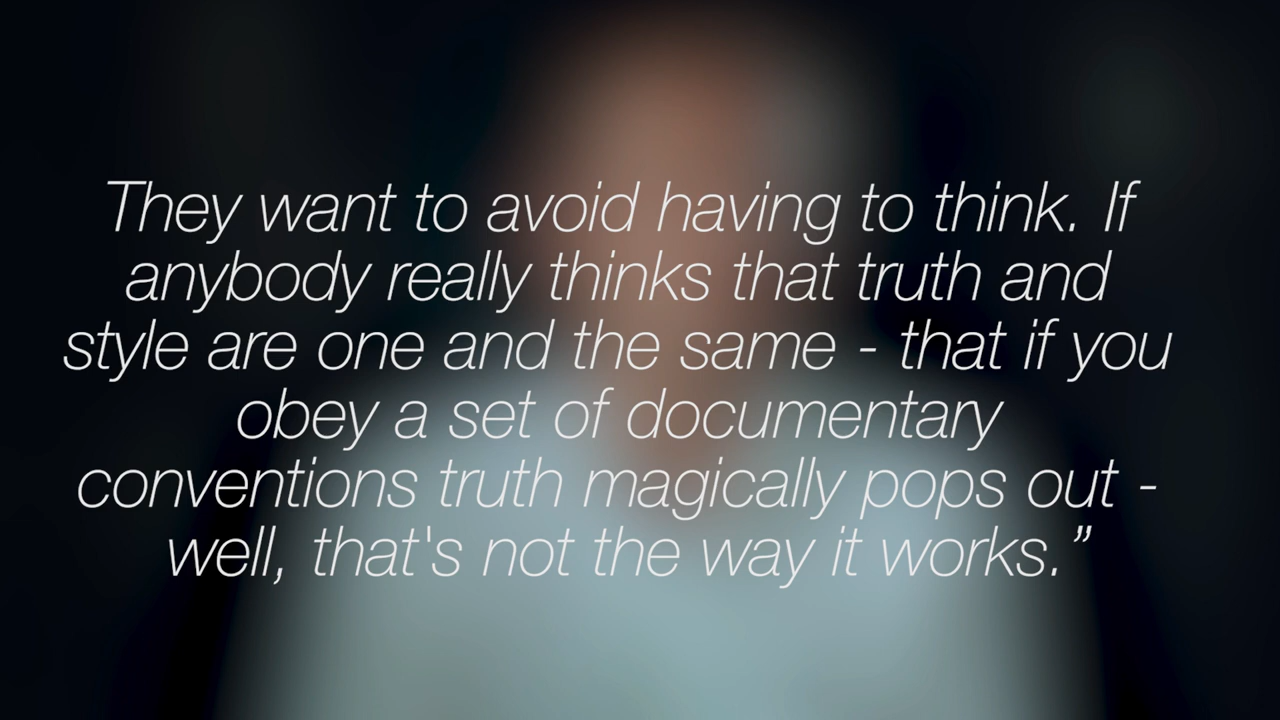 They want to avoid having to think. If
anybody really thinks that truth and
style are one and the same - that if you
obey a set of documentary
conventions truth magically pops out -
well, that's not the way it works.”